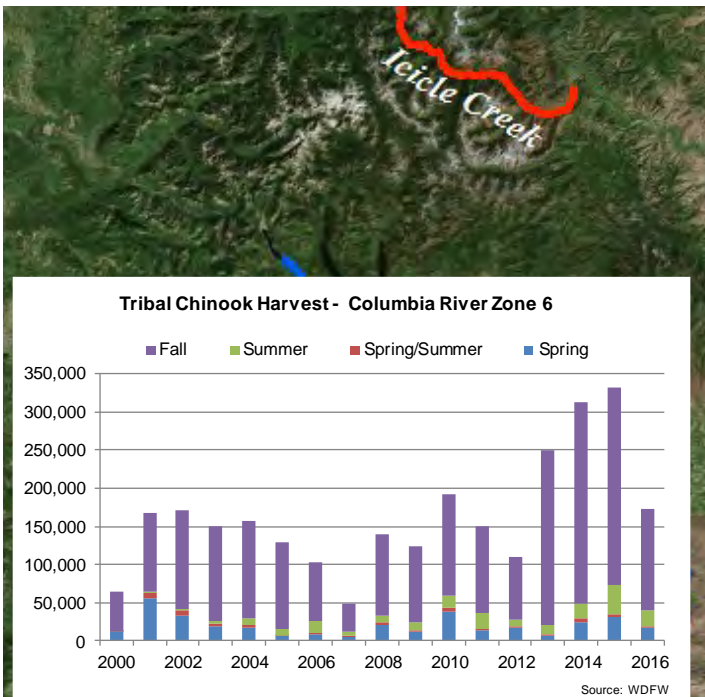 Icicle Creek
Tribal Chinook Harvest - Columbia River Zone 6
Fall Summer Spring/Summer Spring
350,000
300,000
250,000
200,000
150,000
100,000
50,000
0
2000 2002 2004 2006 2008 2010 2012 2014 2016
Source: WDFW